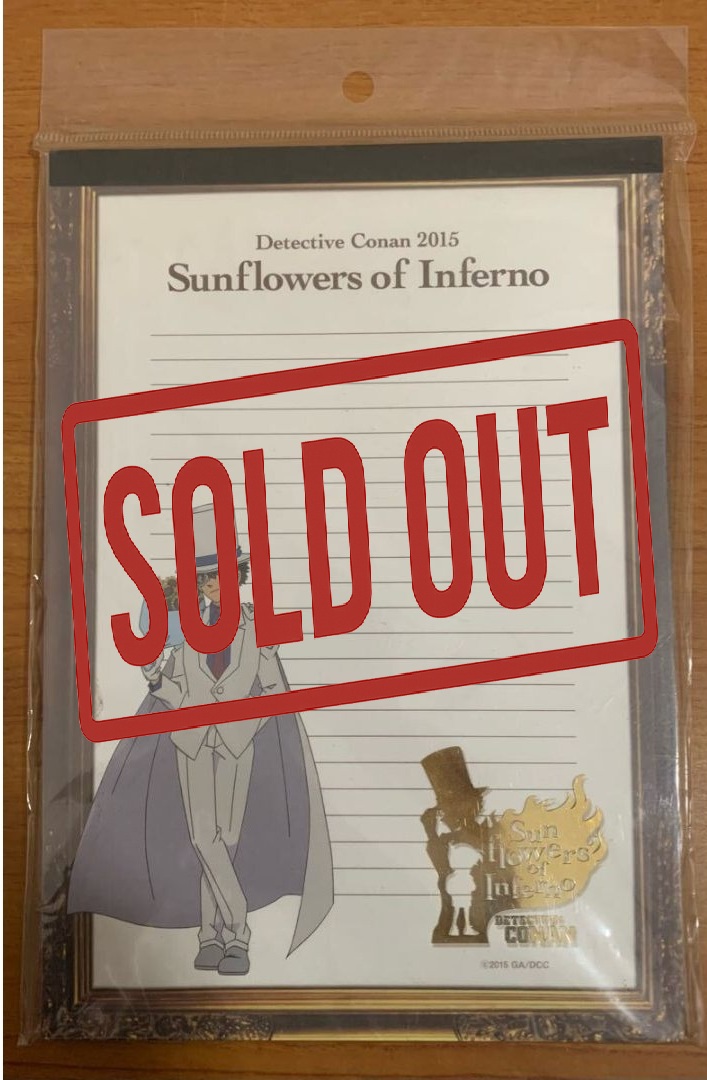 Detective Conan 2015
Sunflowers of Inferno
SOLD OUT
Sun
flowers
of
Inferno
DETECTIVE
CONAN
©2015 GA/DCC